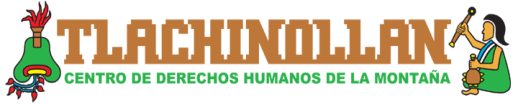 TLACHINOLLAN
CENTRO DE DERECHOS HUMANOS DE LA MONTAÑA